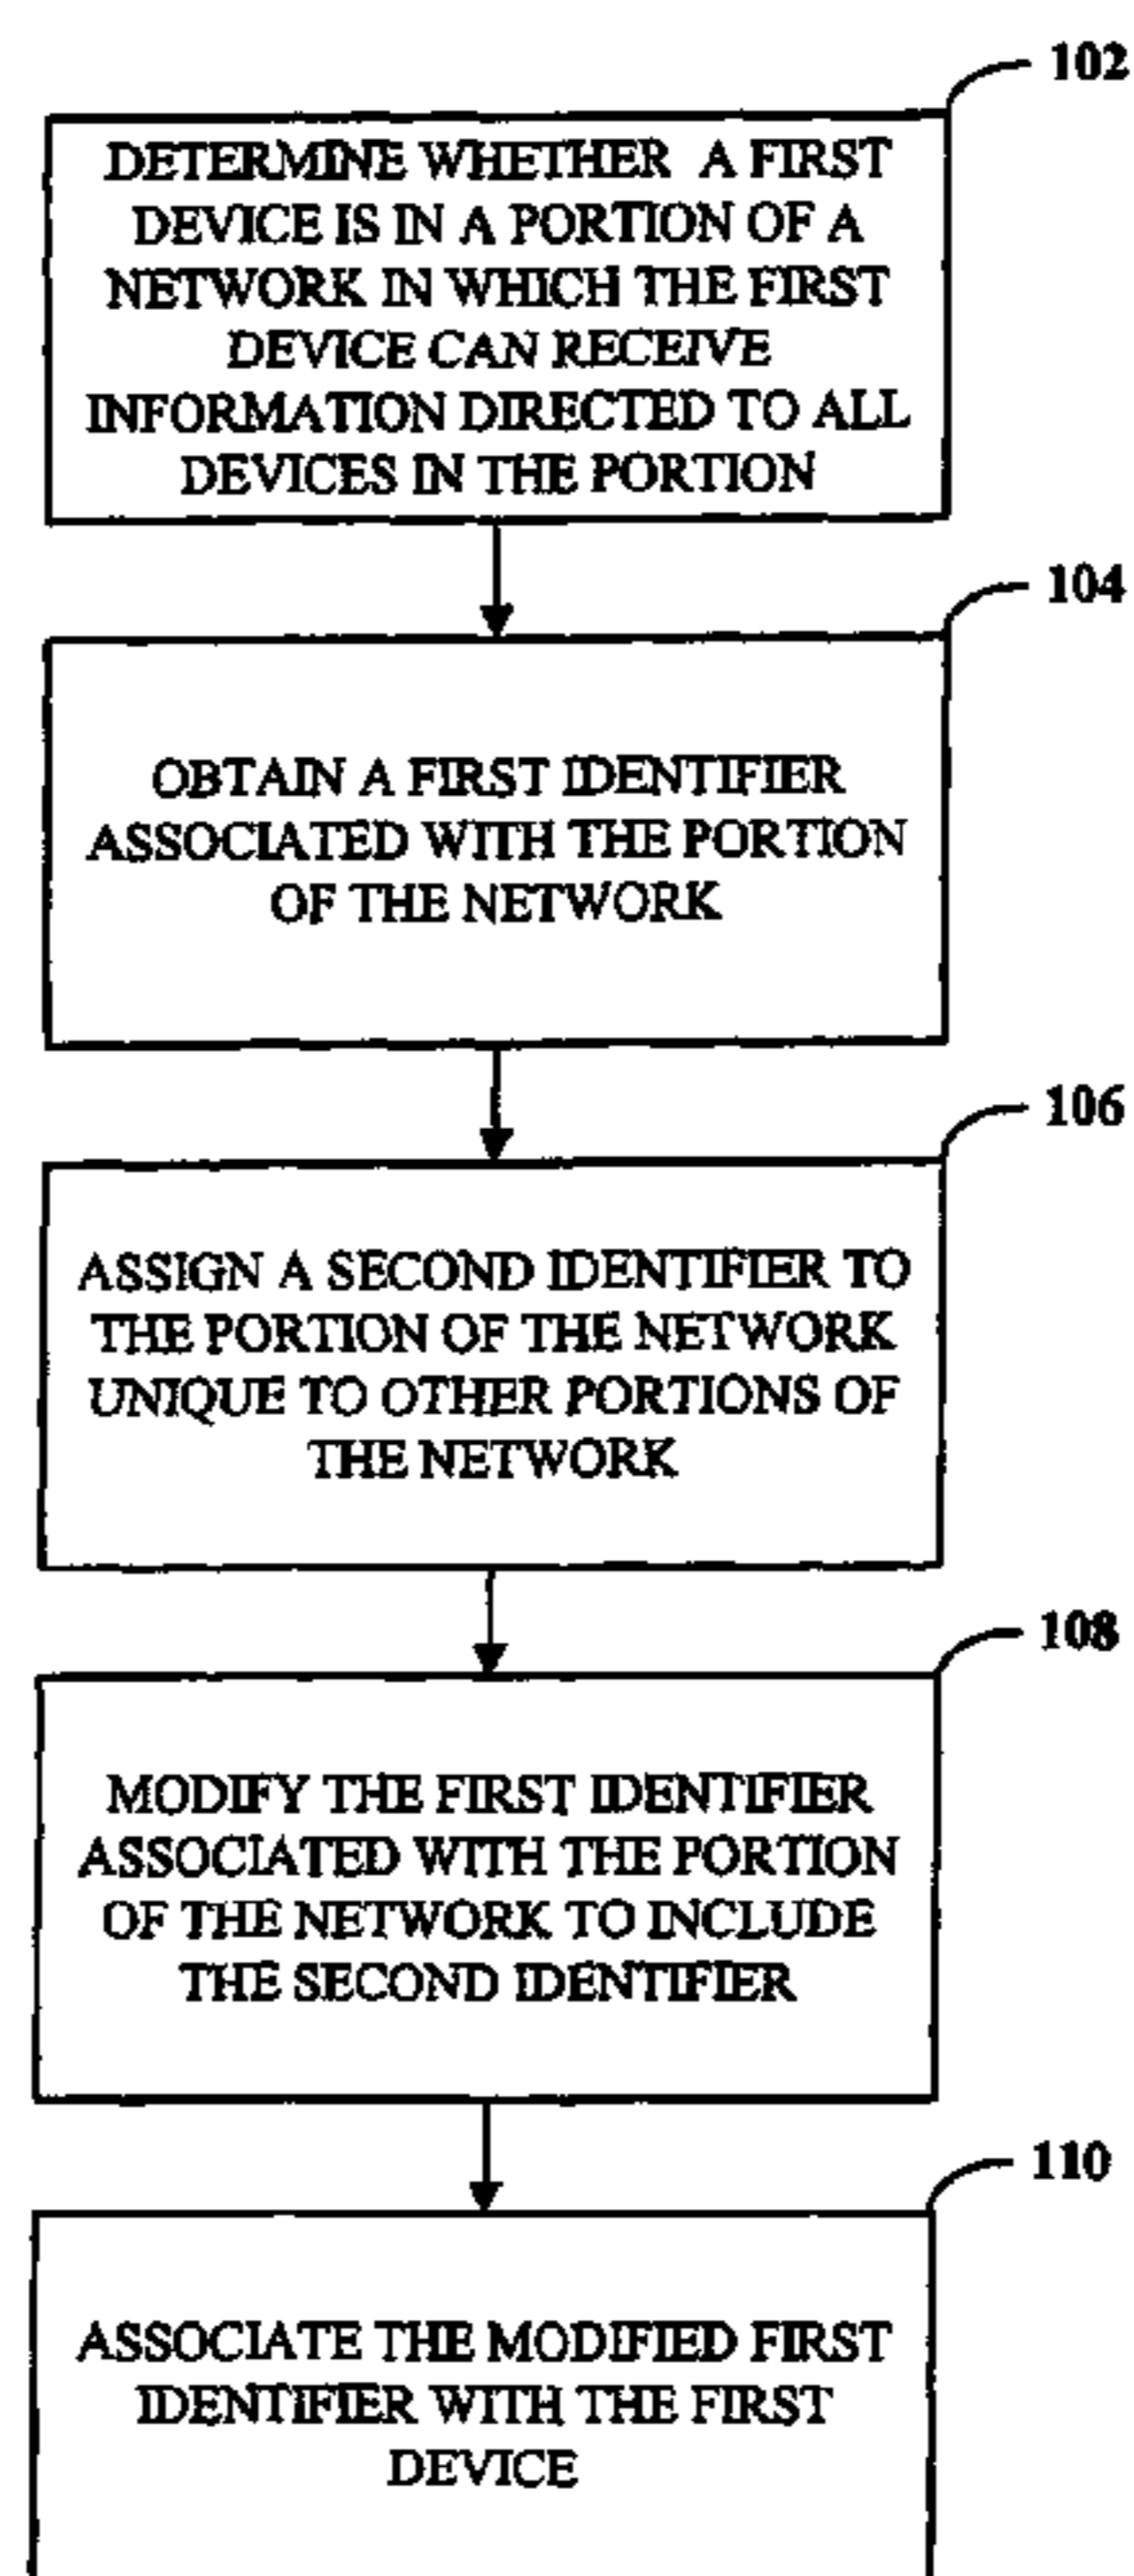 102
DETERMINE WHETHER A FIRST
DEVICE IS IN A PORTION OF A
NETWORK IN WHICH THE FIRST
DEVICE CAN RECEIVE
INFORMATION DIRECTED TO ALL
DEVICES IN THE PORTION
104
OBTAIN A FIRST IDENTIFIER
ASSOCIATED WITH THE PORTION
OF THE NETWORK
106
ASSIGN A SECOND IDENTIFIER TO
THE PORTION OF THE NETWORK
UNIQUE TO OTHER PORTIONS OF
THE NETWORK
108
MODIFY THE FIRST IDENTIFIER
ASSOCIATED WITH THE PORTION
OF THE NETWORK TO INCLUDE
THE SECOND IDENTIFIER
110
ASSOCIATE THE MODIFIED FIRST
IDENTIFIER WITH THE FIRST
DEVICE